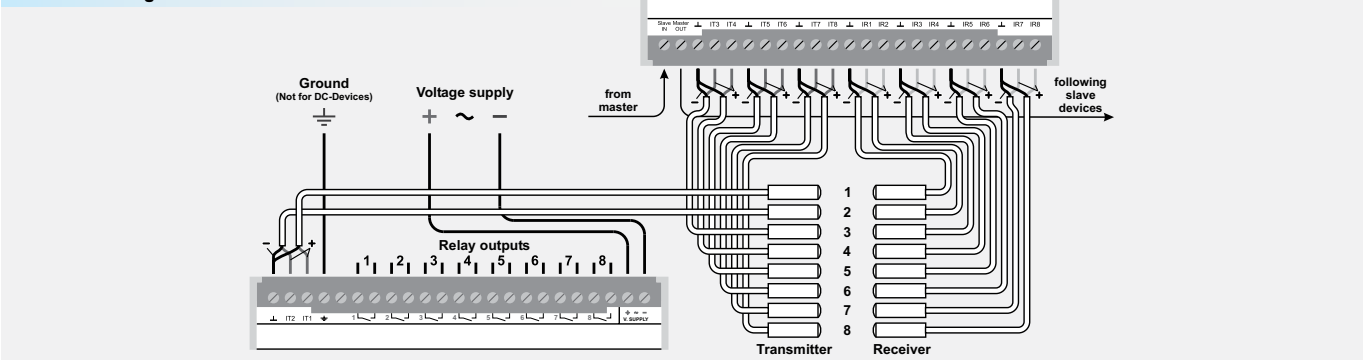 Slave Master
IN OUT ⊥ IT3 IT4 ⊥ IT5 IT6 ⊥ IT7 IT8 ⊥ IR1 IR2 ⊥ IR3 IR4 ⊥ IR5 IR6 ⊥ IR7 IR8
- + - + - + - + - + - + - +
from
master
following
slave
devices
Ground
(Not for DC-Devices)
Voltage supply
+ ~ -
1
2
3
4
5
6
7
8
Transmitter Receiver
- +
Relay outputs
1 2 3 4 5 6 7 8
⊥ IT2 IT1 1 2 3 4 5 6 7 8
+ ~ -
V. SUPPLY